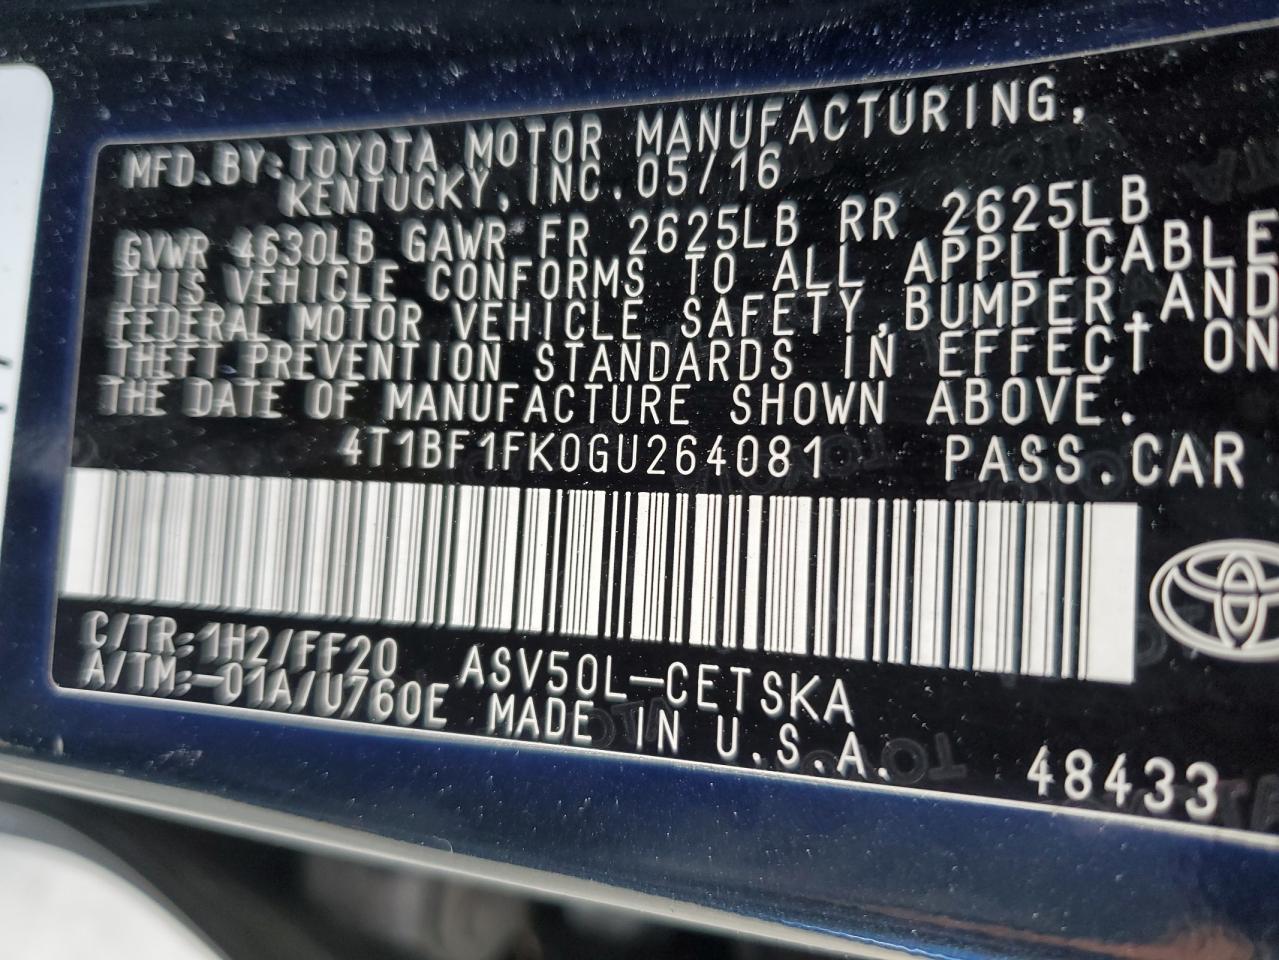 MFD.BY:TOYOTA MOTOR MANUFACTURING,
KENTUCKY,INC. 05/16
GVWR 4630LB GAWR FR 2625LB RR 2625LB
THIS VEHICLE CONFORMS TO ALL APPLICABLE
FEDERAL MOTOR VEHICLE SAFETY,BUMPER,AND
THEFT PREVENTION STANDARDS IN EFFECT ON
THE DATE OF MANUFACTURE SHOWN ABOVE.
4T1BF1FK0GU264081 PASS.CAR
C/TR:1H2/FF20 ASV50L-CETSKA
A/TM:-01A/U760E MADE IN U.S.A.
48433